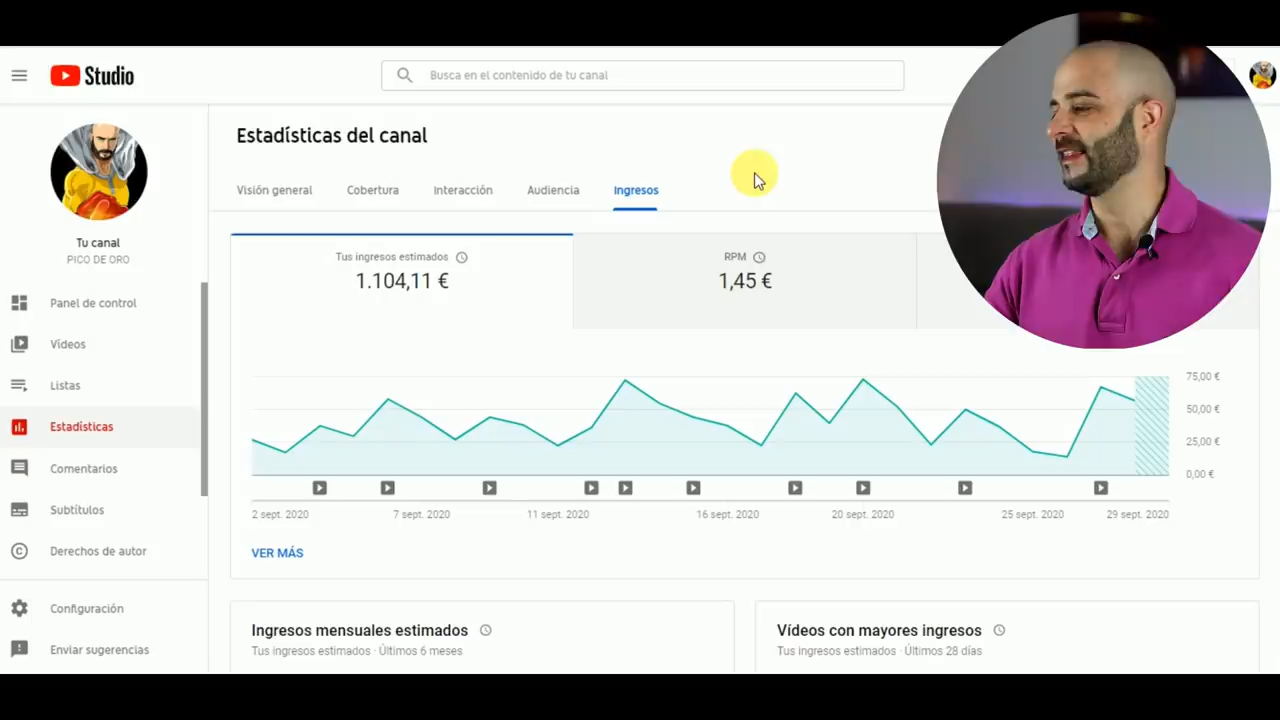 Studio
Busca en el contenido de tu canal
Tu canal
PICO DE ORO
Panel de control
Vídeos
Listas
Estadísticas
Comentarios
Subtítulos
Derechos de autor
Configuración
Enviar sugerencias
Estadísticas del canal
Visión general Cobertura Interacción Audiencia Ingresos
Tus ingresos estimados
1.104,11 €
RPM
1,45 €
75,00 €
50,00 €
25,00 €
0,00 €
2 sept. 2020 7 sept. 2020 11 sept. 2020 16 sept. 2020 20 sept. 2020 25 sept. 2020 29 sept. 2020
VER MÁS
Ingresos mensuales estimados
Tus ingresos estimados · Últimos 6 meses
Vídeos con mayores ingresos
Tus ingresos estimados · Últimos 28 días